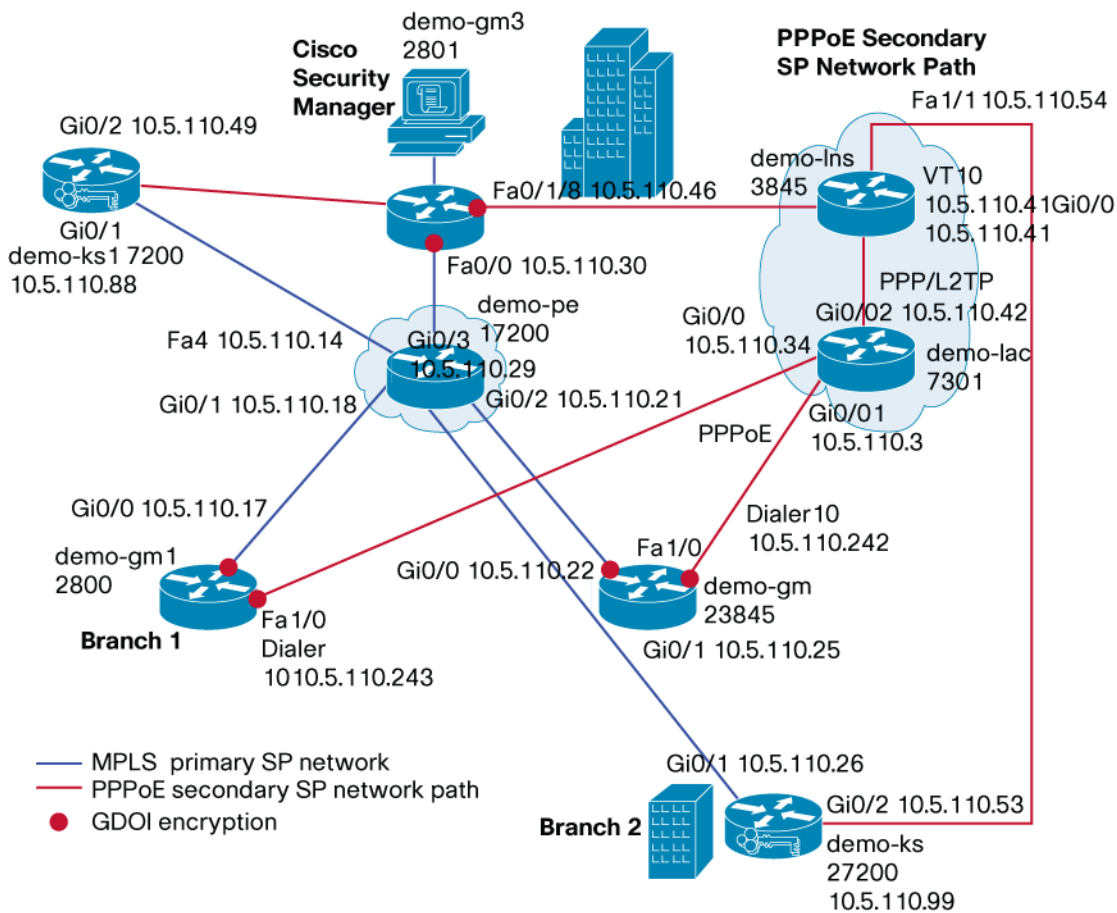 demo-gm3
2801
Cisco
Security
Manager
PPPoE Secondary
SP Network Path
Fa1/1 10.5.110.54
Gi0/2 10.5.110.49
demo-lns
3845
Fa0/1/8 10.5.110.46
VT10
10.5.110.41Gi0/0
10.5.110.41
Gi0/1
demo-ks1 7200
10.5.110.88
Fa0/0 10.5.110.30
PPP/L2TP
demo-pe
17200
Gi0/0
10.5.110.34
Gi0/02 10.5.110.42
Fa4 10.5.110.14
Gi0/3
10.5.110.29
demo-lac
7301
Gi0/1 10.5.110.18
Gi0/2 10.5.110.21
Gi0/01
10.5.110.3
PPPoE
Gi0/0 10.5.110.17
Dialer10
10.5.110.242
demo-gm1
2800
Fa1/0
Gi0/0 10.5.110.22
demo-gm
23845
Branch 1
Fa1/0
Dialer
1010.5.110.243
Gi0/1 10.5.110.25
MPLS primary SP network
PPPoE secondary SP network path
GDOI encryption
Gi0/1 10.5.110.26
Gi0/2 10.5.110.53
Branch 2
demo-ks
27200
10.5.110.99